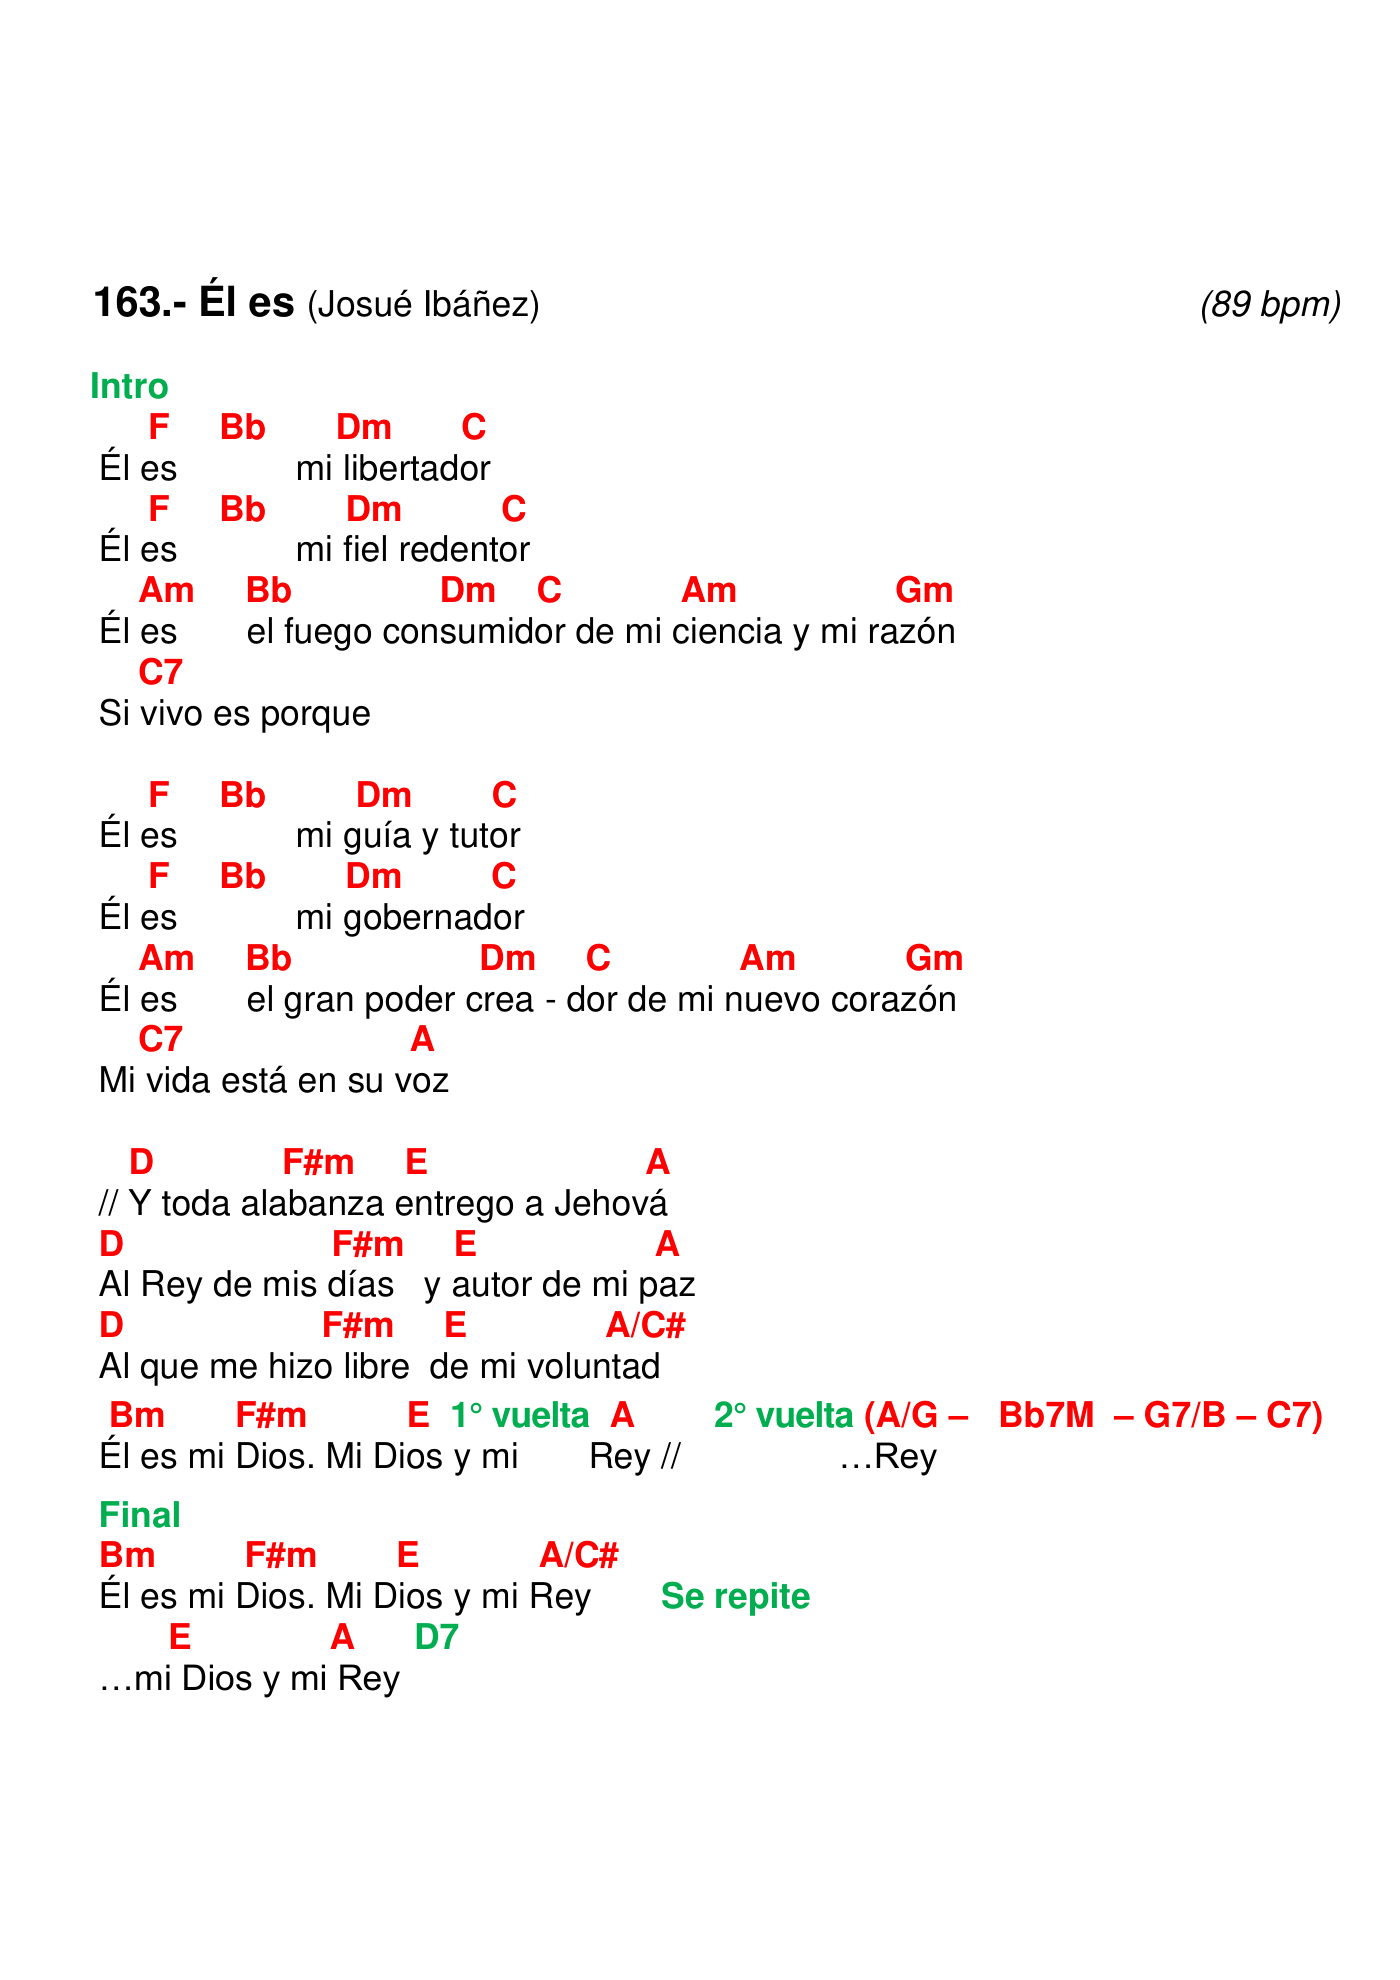 163.- Él es (Josué Ibáñez) (89 bpm)
Intro
F Bb Dm C
Él es mi libertador
F Bb Dm C
Él es mi fiel redentor
Am Bb Dm C Am Gm
Él es el fuego consumidor de mi ciencia y mi razón
C7
Si vivo es porque
F Bb Dm C
Él es mi guía y tutor
F Bb Dm C
Él es mi gobernador
Am Bb Dm C Am Gm
Él es el gran poder crea - dor de mi nuevo corazón
C7 A
Mi vida está en su voz
D F#m E A
// Y toda alabanza entrego a Jehová
D F#m E A
Al Rey de mis días y autor de mi paz
D F#m E A/C#
Al que me hizo libre de mi voluntad
Bm F#m E 1° vuelta A 2° vuelta (A/G – Bb7M – G7/B – C7)
Él es mi Dios. Mi Dios y mi Rey // …Rey
Final
Bm F#m E A/C#
Él es mi Dios. Mi Dios y mi Rey Se repite
E A D7
…mi Dios y mi Rey